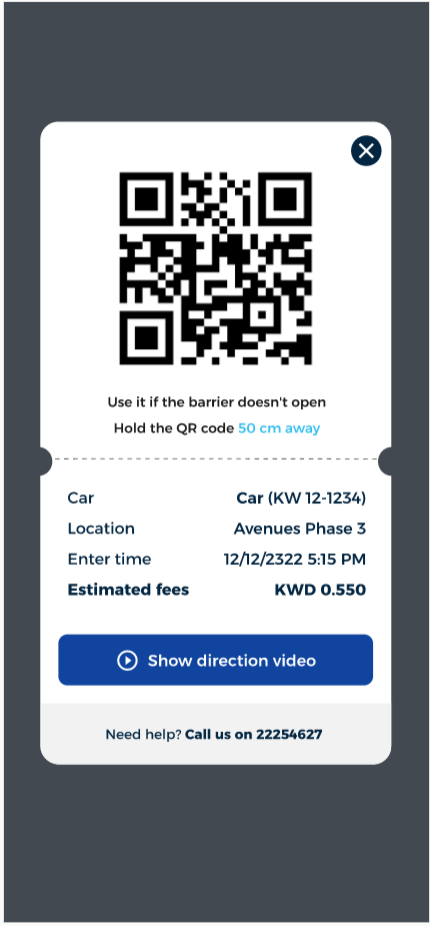 Use it if the barrier doesn't open
Hold the QR code 50 cm away
Car Car (KW 12-1234)
Location Avenues Phase 3
Enter time 12/12/2322 5:15 PM
Estimated fees KWD 0.550
Show direction video
Need help? Call us on 22254627